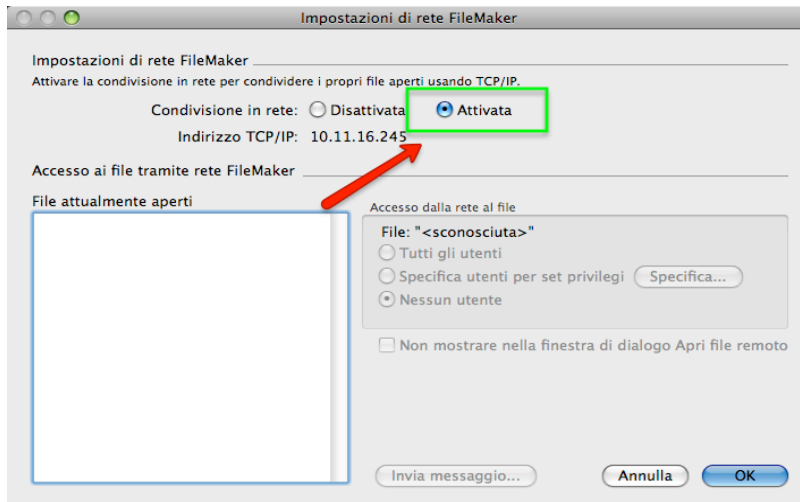 Impostazioni di rete FileMaker
Impostazioni di rete FileMaker
Attivare la condivisione in rete per condividere i propri file aperti usando TCP/IP.
Condivisione in rete: Disattivata Attivata
Indirizzo TCP/IP: 10.11.16.245
Accesso ai file tramite rete FileMaker
File attualmente aperti
Accesso dalla rete al file
File: "<sconosciuta>"
Tutti gli utenti
Specifica utenti per set privilegi Specifica...
Nessun utente
Non mostrare nella finestra di dialogo Apri file remoto
Invia messaggio... Annulla OK